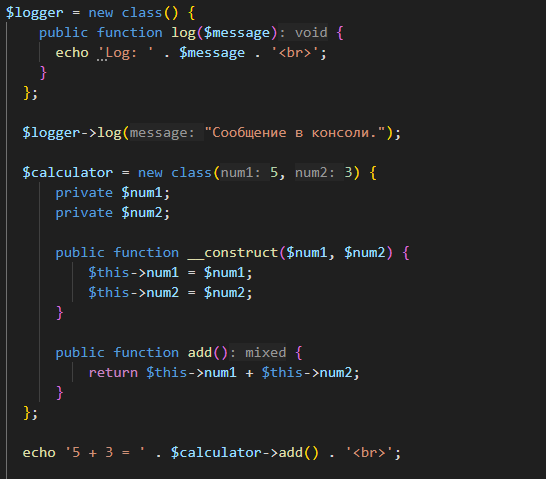 $logger = new class() {
public function log($message): void {
echo 'Log: ' . $message . '<br>';
}
};
$logger->log(message: "Сообщение в консоли.");
$calculator = new class(num1: 5, num2: 3) {
private $num1;
private $num2;
public function __construct($num1, $num2) {
$this->num1 = $num1;
$this->num2 = $num2;
}
public function add(): mixed {
return $this->num1 + $this->num2;
}
};
echo '5 + 3 = ' . $calculator->add() . '<br>';